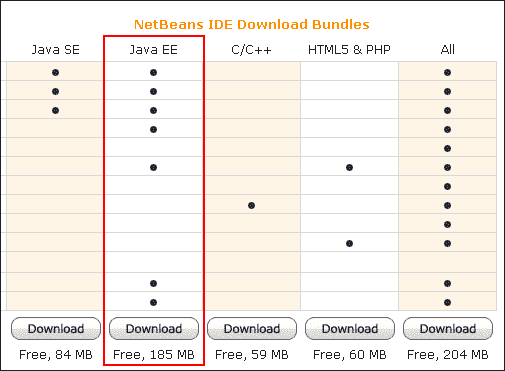 NetBeans IDE Download Bundles
Java SE Java EE C/C++ HTML5 & PHP All
Download Download Download Download Download
Free, 84 MB Free, 185 MB Free, 59 MB Free, 60 MB Free, 204 MB